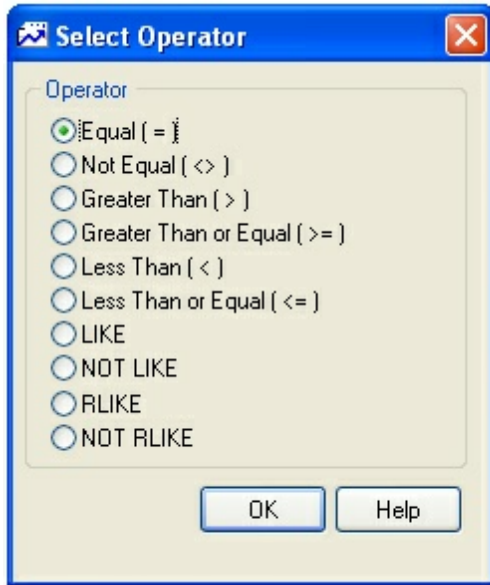 Select Operator
Operator
Equal ( = )
Not Equal ( <> )
Greater Than ( > )
Greater Than or Equal ( >= )
Less Than ( < )
Less Than or Equal ( <= )
LIKE
NOT LIKE
RLIKE
NOT RLIKE
OK Help